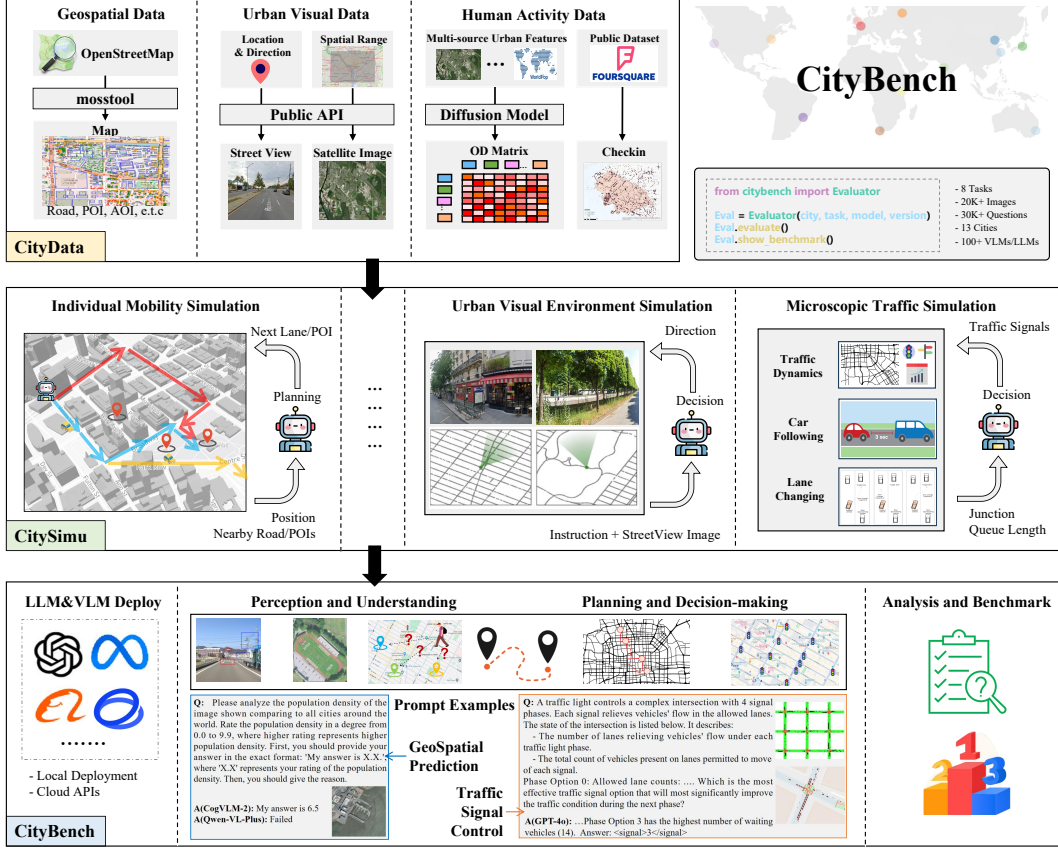 Geospatial Data
OpenStreetMap
mosstool
Map
Road, POI, AOI, e.t.c
CityData
Urban Visual Data
Location
& Direction
Spatial Range
Public API
Street View
Satellite Image
Human Activity Data
Multi-source Urban Features
...
WorldPop
Public Dataset
FOURSQUARE
Diffusion Model
OD Matrix
...
...
Checkin
CityBench
from citybench import Evaluator
Eval = Evaluator(city, task, model, version)
Eval.evaluate()
Eval.show_benchmark()
- 8 Tasks
- 20K+ Images
- 30K+ Questions
- 13 Cities
- 100+ VLMs/LLMs
Individual Mobility Simulation
Next Lane/POI
Planning
Position
Nearby Road/POIs
CitySimu
...
...
...
...
Urban Visual Environment Simulation
Direction
Decision
Instruction + StreetView Image
Microscopic Traffic Simulation
Traffic
Dynamics
Car
Following
3 sec
Lane
Changing
Traffic Signals
Decision
Junction
Queue Length
LLM&VLM Deploy
.......
- Local Deployment
- Cloud APIs
CityBench
Perception and Understanding
Planning and Decision-making
? ? ? ?
Q: Please analyze the population density of the
image shown comparing to all cities around the
world. Rate the population density in a degree from
0.0 to 9.9, where higher rating represents higher
population density. First, you should provide your
answer in the exact format: 'My answer is X.X.',
where 'X.X' represents your rating of the population
density. Then, you should give the reason.
A(CogVLM-2): My answer is 6.5
A(Qwen-VL-Plus): Failed
Prompt Examples
GeoSpatial
Prediction
Traffic
Signal
Control
Q: A traffic light controls a complex intersection with 4 signal
phases. Each signal relieves vehicles' flow in the allowed lanes.
The state of the intersection is listed below. It describes:
- The number of lanes relieving vehicles' flow under each
traffic light phase.
- The total count of vehicles present on lanes permitted to move
of each signal.
Phase Option 0: Allowed lane counts: .... Which is the most
effective traffic signal option that will most significantly improve
the traffic condition during the next phase?
A(GPT-4o): …Phase Option 3 has the highest number of waiting
vehicles (14). Answer: <signal>3</signal>
Analysis and Benchmark
?
1
2
3